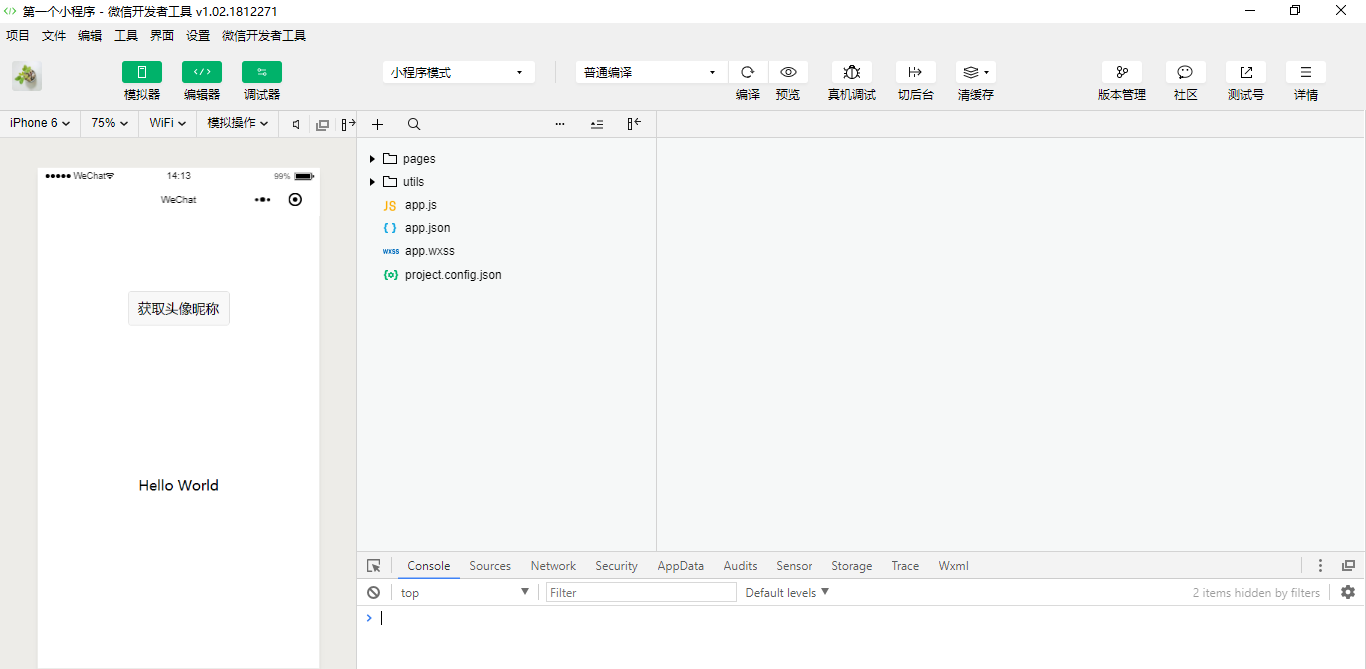 第一个小程序 - 微信开发者工具 v1.02.1812271
项目 文件 编辑 工具 界面 设置 微信开发者工具
小程序模式 普通编译
模拟器 编辑器 调试器 编译 预览 真机调试 切后台 清缓存 版本管理 社区 测试号 详情
iPhone 6 75% WiFi 模拟操作
WeChat 14:13 99%
WeChat
获取头像昵称
Hello World
pages
utils
JS app.js
{ } app.json
wxss app.wxss
{o} project.config.json
Console Sources Network Security AppData Audits Sensor Storage Trace Wxml
top Filter Default levels 2 items hidden by filters